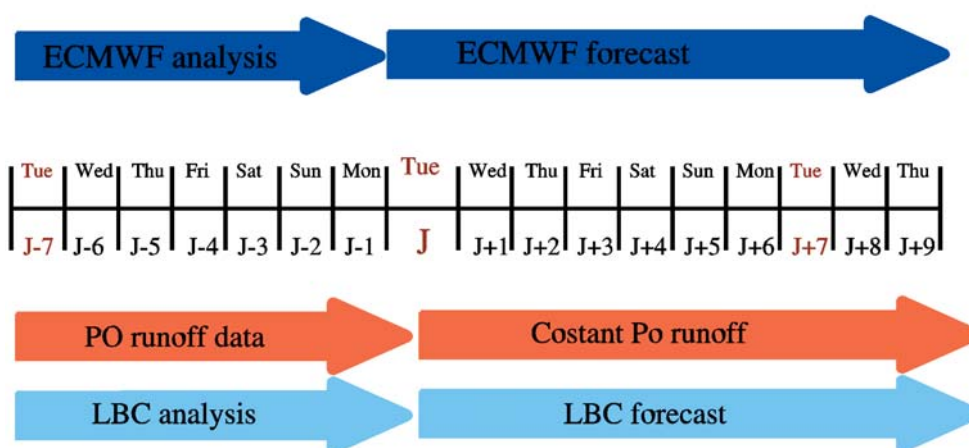 ECMWF analysis ECMWF forecast
Tue Wed Thu Fri Sat Sun Mon Tue Wed Thu Fri Sat Sun Mon Tue Wed Thu
J-7 J-6 J-5 J-4 J-3 J-2 J-1 J J+1 J+2 J+3 J+4 J+5 J+6 J+7 J+8 J+9
PO runoff data Costant Po runoff
LBC analysis LBC forecast